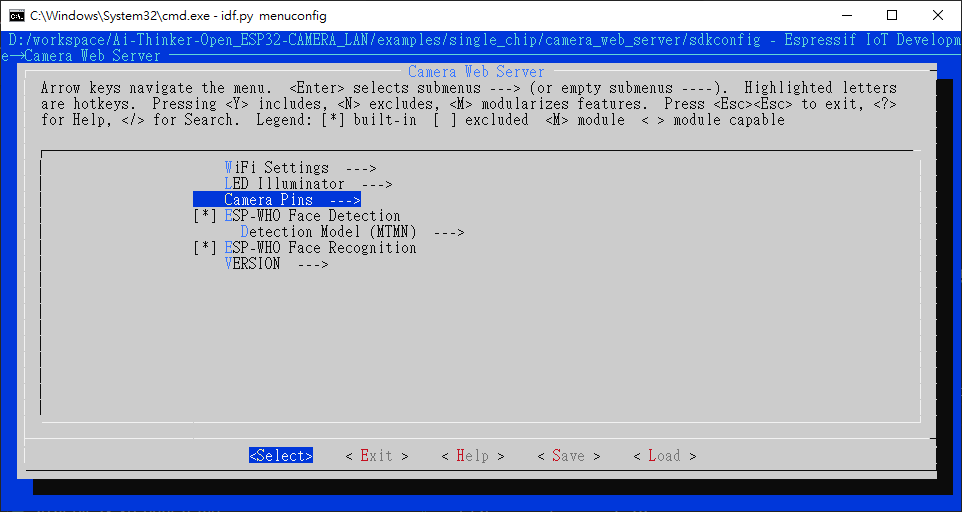 C:\Windows\System32\cmd.exe - idf.py menuconfig
D:/workspace/Ai-Thinker-Open_ESP32-CAMERA_LAN/examples/single_chip/camera_web_server/sdkconfig - Espressif IoT Developm
e→Camera Web Server
Camera Web Server
Arrow keys navigate the menu. <Enter> selects submenus ---> (or empty submenus ----). Highlighted letters
are hotkeys. Pressing <Y> includes, <N> excludes, <M> modularizes features. Press <Esc><Esc> to exit, <?>
for Help, </> for Search. Legend: [*] built-in [ ] excluded <M> module < > module capable
WiFi Settings --->
LED Illuminator --->
Camera Pins --->
[*] ESP-WHO Face Detection
Detection Model (MTMN) --->
[*] ESP-WHO Face Recognition
VERSION --->
<Select> < Exit > < Help > < Save > < Load >